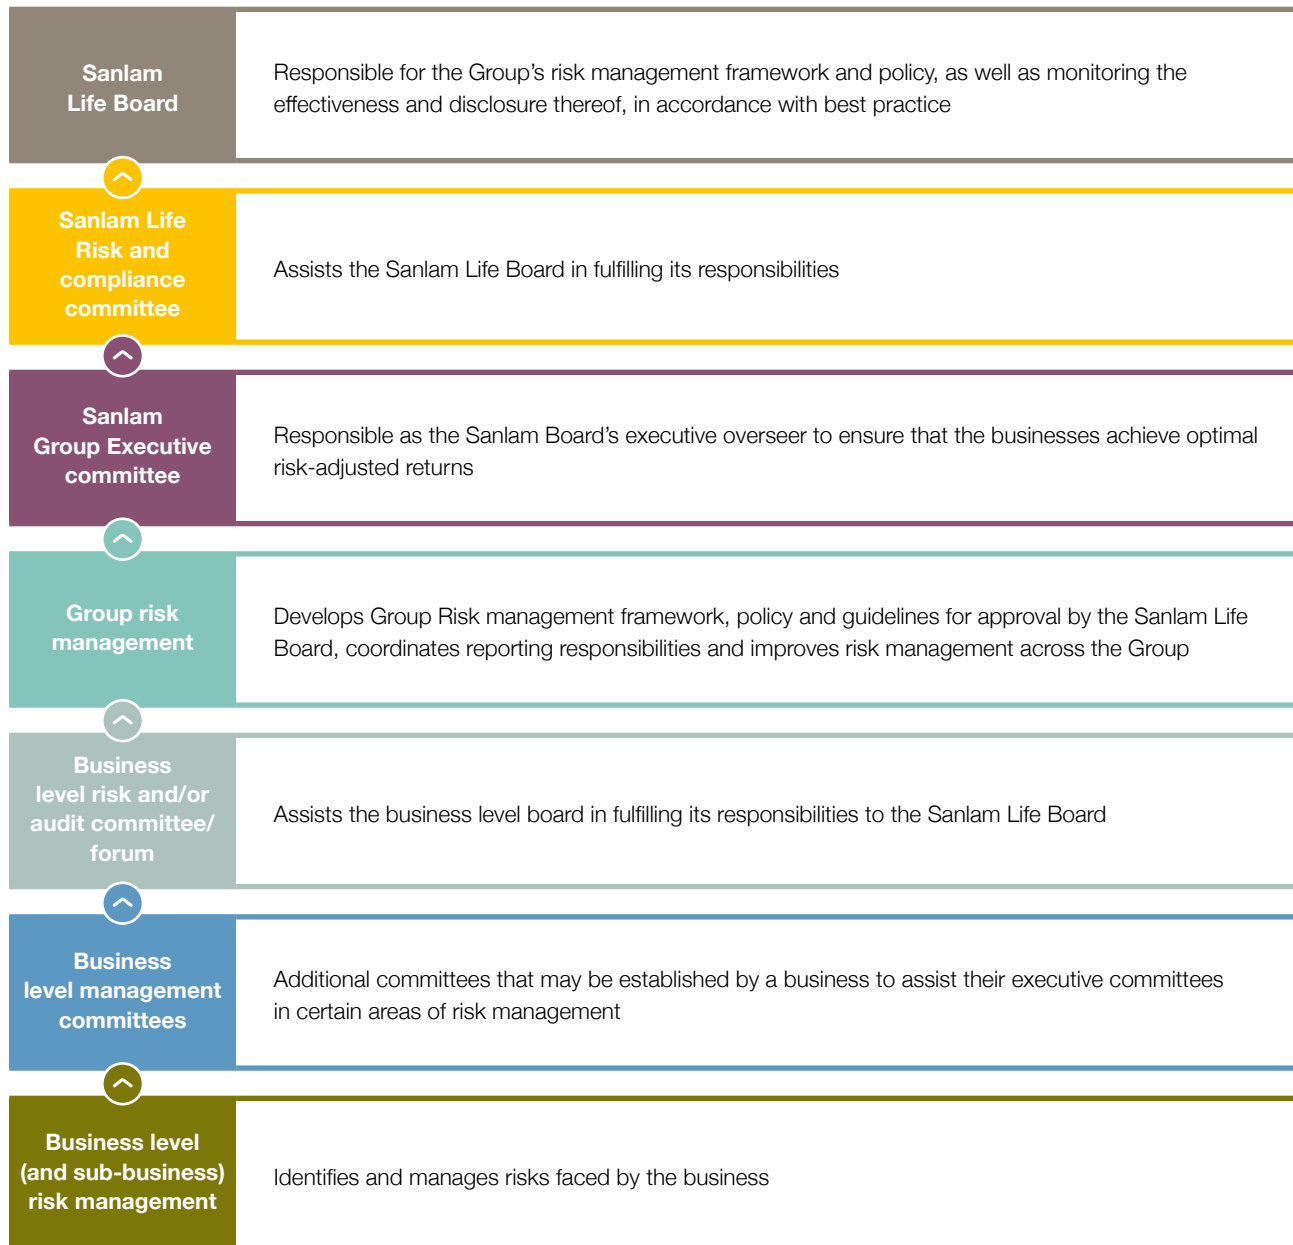 Sanlam
Life Board
Responsible for the Group’s risk management framework and policy, as well as monitoring the
effectiveness and disclosure thereof, in accordance with best practice
Sanlam Life
Risk and
compliance
committee
Assists the Sanlam Life Board in fulfilling its responsibilities
Sanlam
Group Executive
committee
Responsible as the Sanlam Board’s executive overseer to ensure that the businesses achieve optimal
risk-adjusted returns
Group risk
management
Develops Group Risk management framework, policy and guidelines for approval by the Sanlam Life
Board, coordinates reporting responsibilities and improves risk management across the Group
Business
level risk and/or
audit committee/
forum
Assists the business level board in fulfilling its responsibilities to the Sanlam Life Board
Business
level management
committees
Additional committees that may be established by a business to assist their executive committees
in certain areas of risk management
Business level
(and sub-business)
risk management
Identifies and manages risks faced by the business